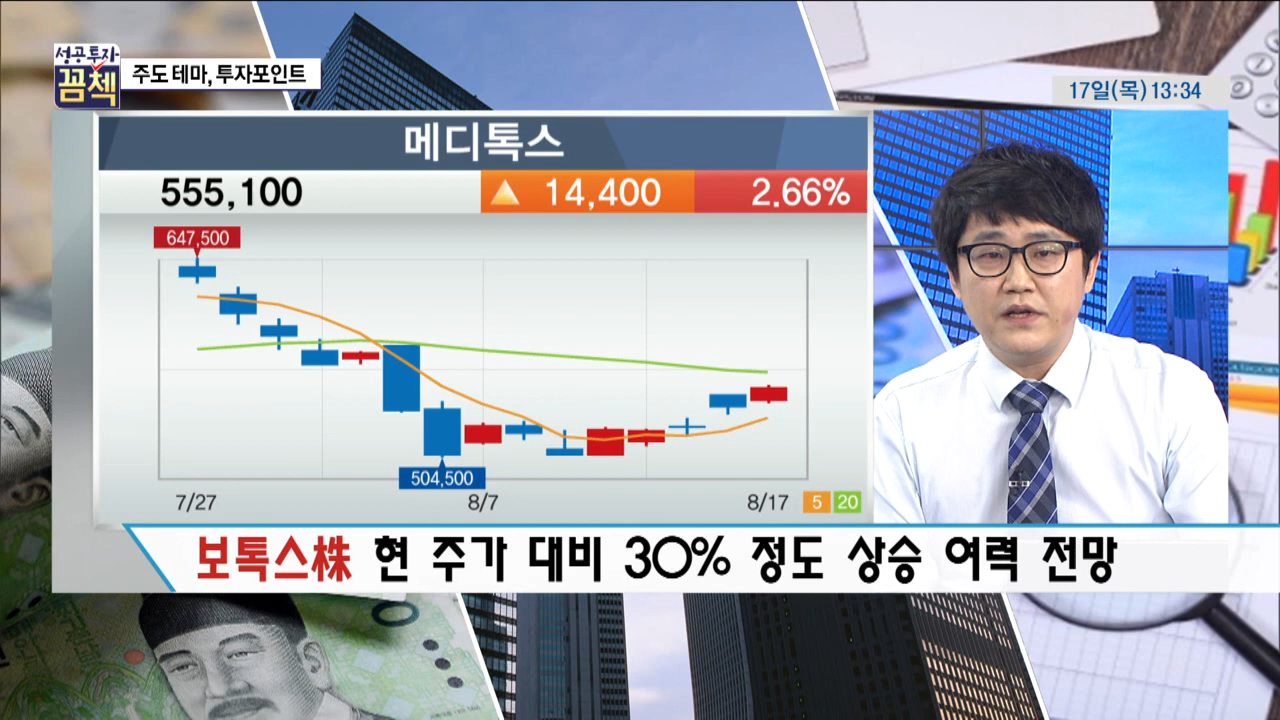 성공투자
꼼첵
주도 테마, 투자포인트
17일(목) 13:34
메디톡스
555,100 ▲ 14,400 2.66%
647,500
504,500
7/27 8/7 8/17 5 20
보톡스株 현 주가 대비 30% 정도 상승 여력 전망